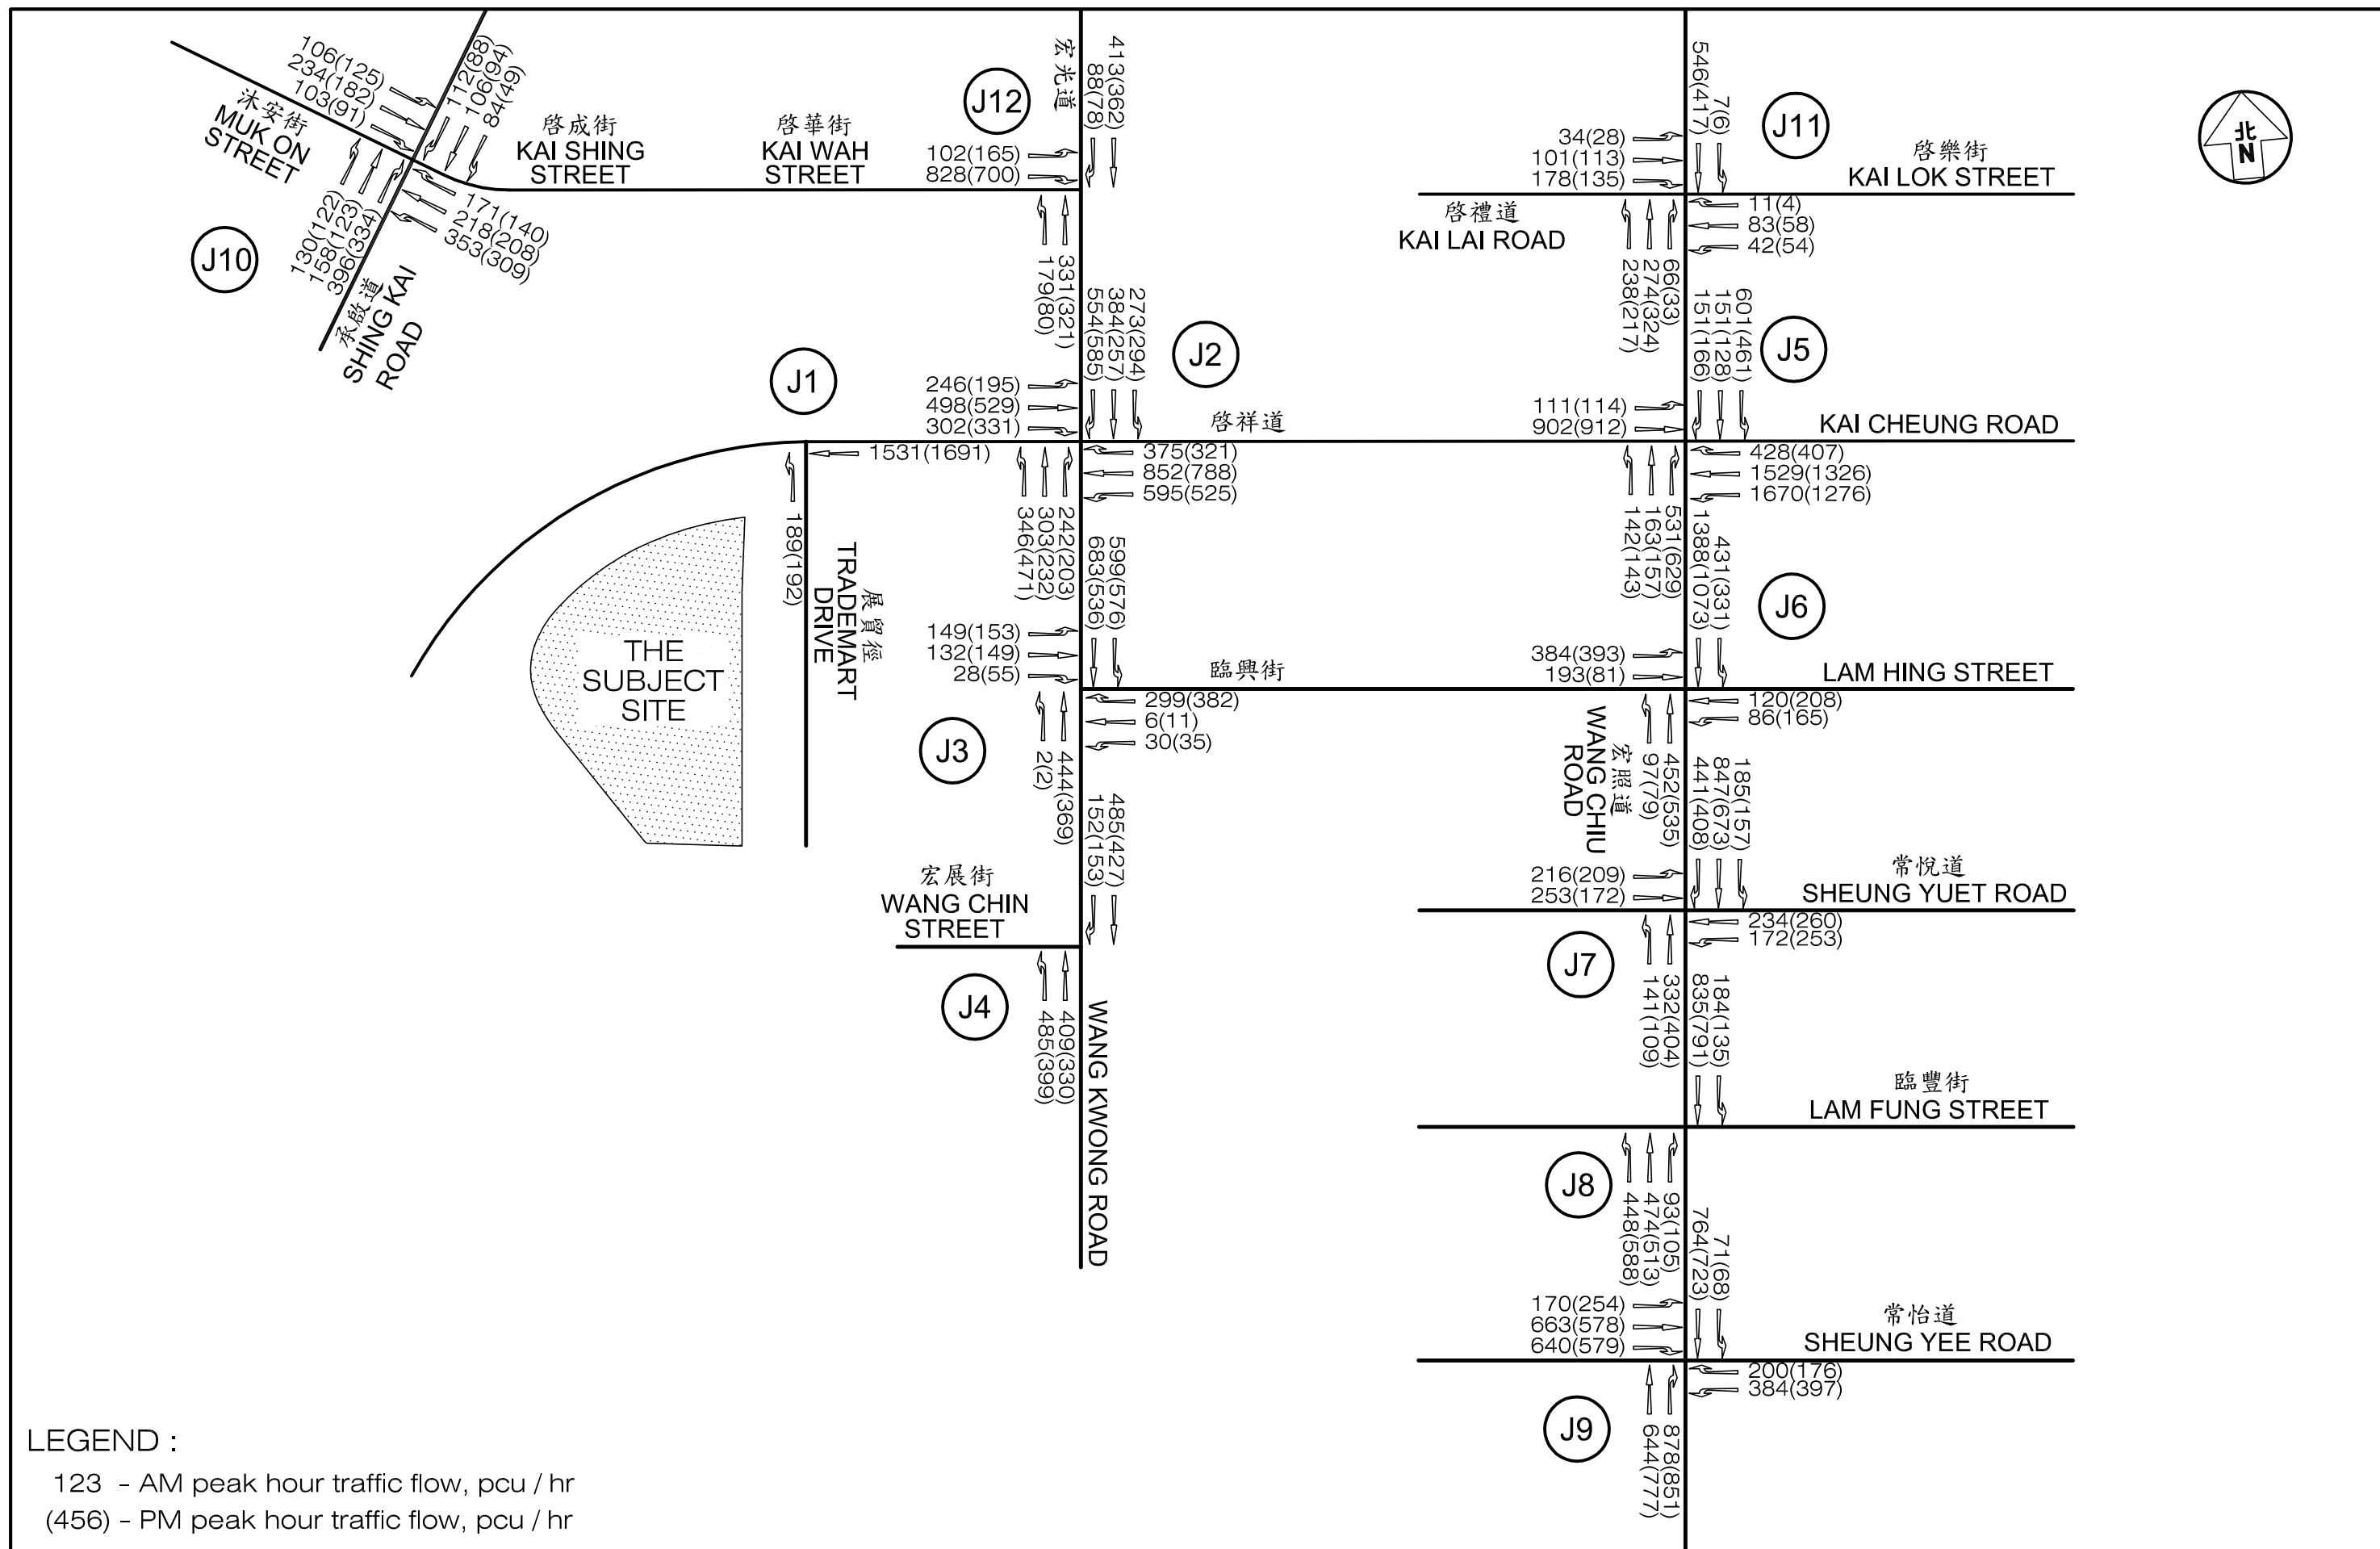 106(125)
234(182)
103(91)
112(88)
106(94)
84(49)
沐安街
MUK ON
STREET
130(122)
158(123)
396(334)
171(140)
218(208)
353(309)
J10
承啟道
SHING KAI
ROAD
啓成街
KAI SHING
STREET
啓華街
KAI WAH
STREET
J12
宏光道
413(362)
88(78)
102(165)
828(700)
331(321)
179(80)
546(417)
7(6)
J11
34(28)
101(113)
178(135)
啓樂街
KAI LOK STREET
北
N
啓禮道
KAI LAI ROAD
11(4)
83(58)
42(54)
66(33)
274(324)
238(217)
J1
J2
273(294)
384(257)
554(585)
246(195)
498(529)
302(331)
啓祥道
601(461)
151(128)
151(166)
J5
111(114)
902(912)
KAI CHEUNG ROAD
1531(1691)
375(321)
852(788)
595(525)
428(407)
1529(1326)
1670(1276)
189(192)
展貿徑
TRADEMART
DRIVE
THE
SUBJECT
SITE
242(203)
303(232)
346(471)
599(576)
683(536)
531(629)
163(157)
142(143)
431(331)
1388(1073)
J6
149(153)
132(149)
28(55)
臨興街
384(393)
193(81)
LAM HING STREET
299(382)
6(11)
30(35)
120(208)
86(165)
J3
444(369)
2(2)
485(427)
152(153)
宏照道
WANG CHIU
ROAD
452(535)
97(79)
185(157)
847(673)
441(408)
宏展街
WANG CHIN
STREET
216(209)
253(172)
常悅道
SHEUNG YUET ROAD
234(260)
172(253)
J4
409(330)
485(399)
WANG KWONG ROAD
J7
332(404)
141(109)
184(135)
835(791)
臨豐街
LAM FUNG STREET
J8
93(105)
474(513)
448(588)
71(68)
764(723)
170(254)
663(578)
640(579)
常怡道
SHEUNG YEE ROAD
200(176)
384(397)
J9
878(851)
644(777)
LEGEND :
123 - AM peak hour traffic flow, pcu / hr
(456) - PM peak hour traffic flow, pcu / hr